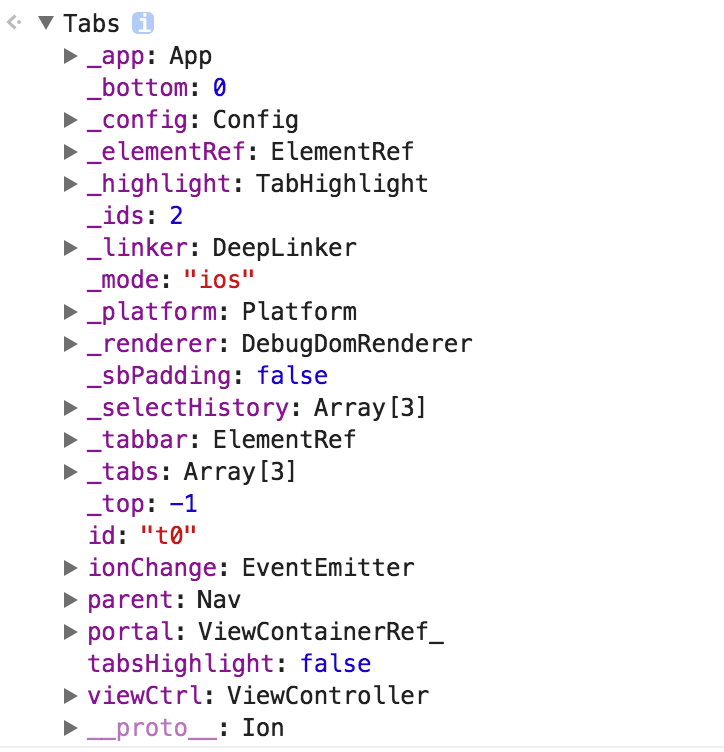 Tabs i
_app: App
_bottom: 0
_config: Config
_elementRef: ElementRef
_highlight: TabHighlight
_ids: 2
_linker: DeepLinker
_mode: "ios"
_platform: Platform
_renderer: DebugDomRenderer
_sbPadding: false
_selectHistory: Array[3]
_tabbar: ElementRef
_tabs: Array[3]
_top: -1
id: "t0"
ionChange: EventEmitter
parent: Nav
portal: ViewContainerRef_
tabsHighlight: false
viewCtrl: ViewController
__proto__: Ion